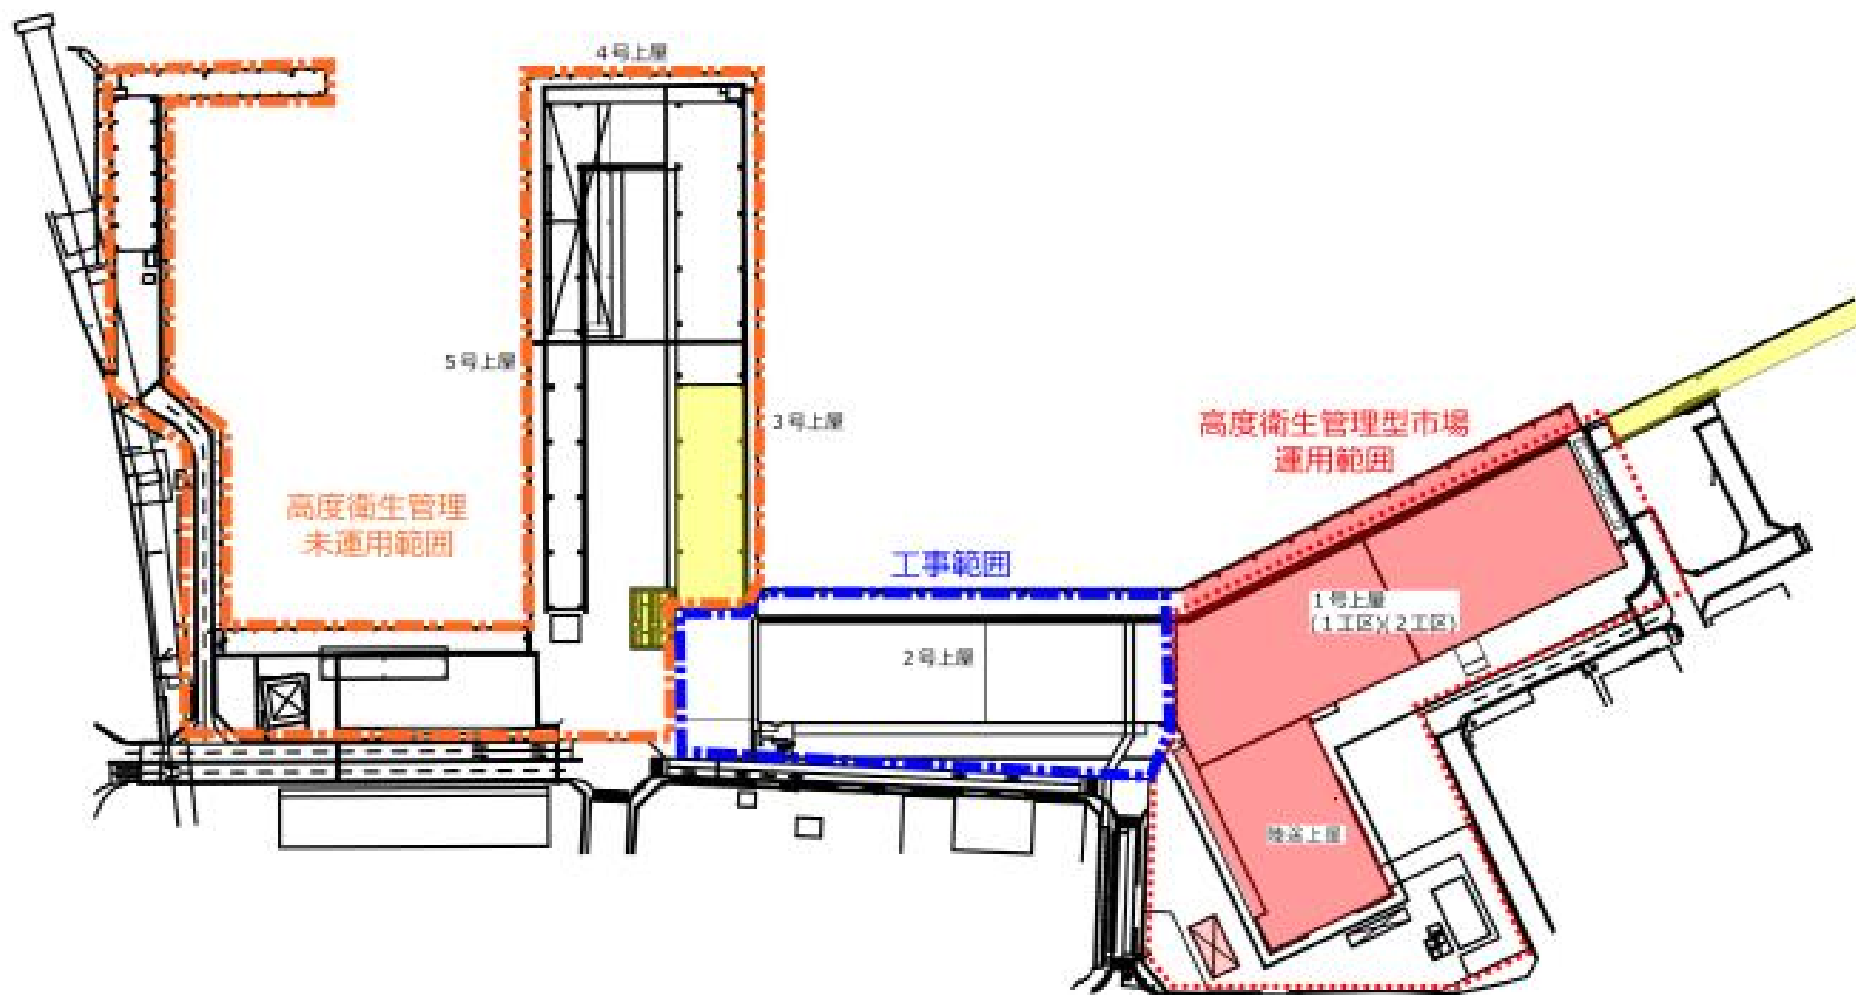 4号上屋
5号上屋
3号上屋
高度衛生管理型市場
運用範囲
高度衛生管理
未運用範囲
工事範囲
1号上屋
(1工区)(2工区)
2号上屋
陸送上屋